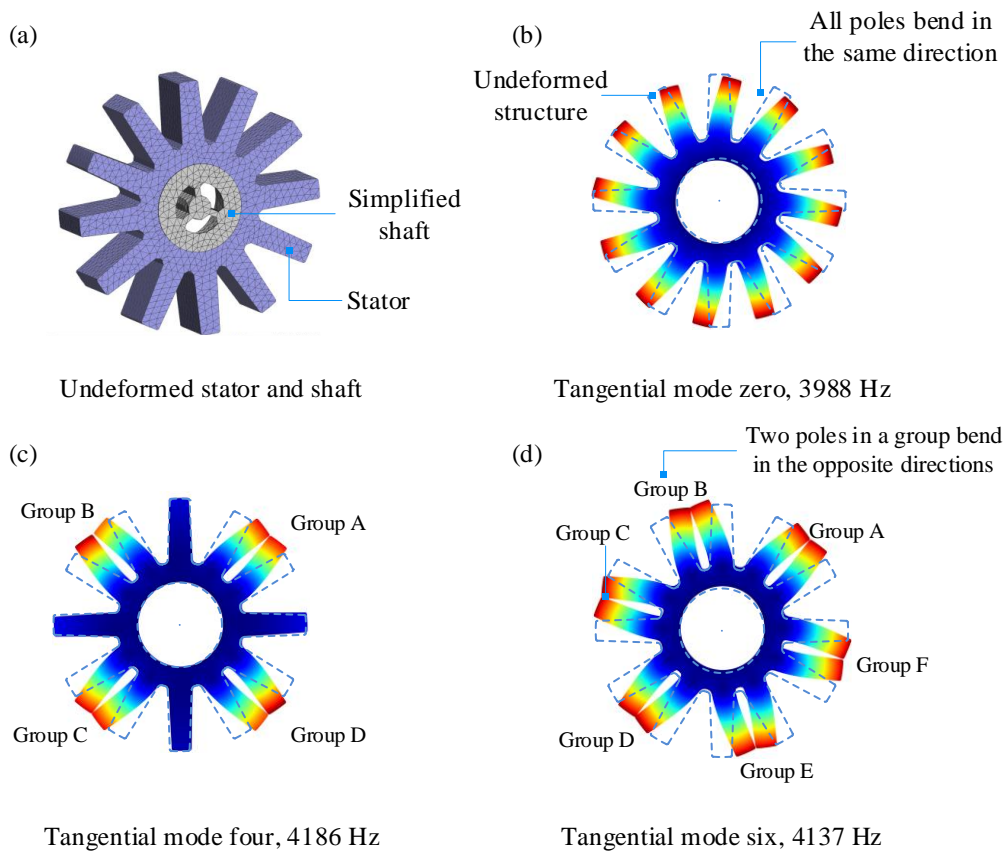 (a)
Simplified
shaft
Stator
Undeformed stator and shaft
(b)
All poles bend in
the same direction
Undeformed
structure
Tangential mode zero, 3988 Hz
(c)
Group B
Group A
Group C
Group D
Tangential mode four, 4186 Hz
(d)
Two poles in a group bend
in the opposite directions
Group B
Group C
Group A
Group F
Group D
Group E
Tangential mode six, 4137 Hz